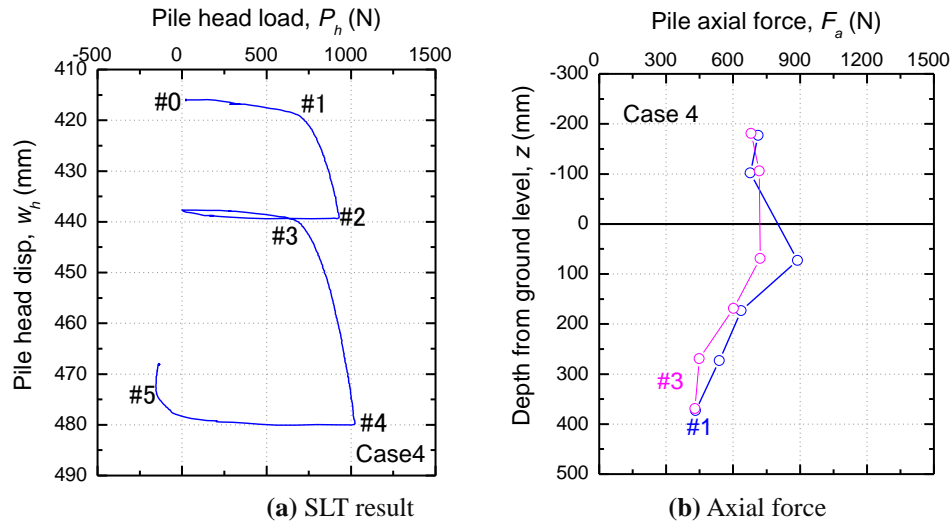 Pile head load, P_h (N)
-500 0 500 1000 1500
Pile head disp, w_h (mm)
410
420
430
440
450
460
470
480
490
#0
#1
#2
#3
#4
#5
Case4
(a) SLT result
Pile axial force, F_a (N)
0 300 600 900 1200 1500
Depth from ground level, z (mm)
-300
-200
-100
0
100
200
300
400
500
Case 4
#3
#1
(b) Axial force